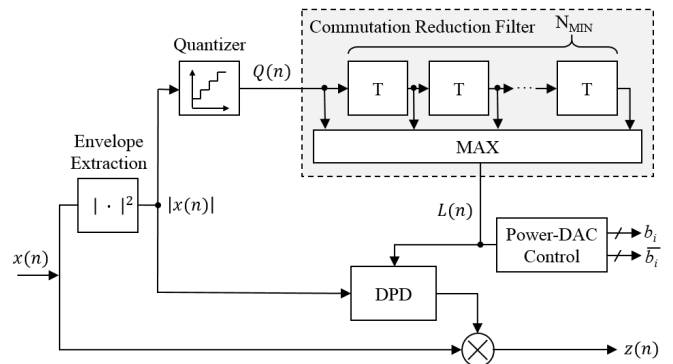 Commutation Reduction Filter
N_MIN
Quantizer
Q(n)
T
T
···
T
MAX
Envelope
Extraction
| · |²
|x(n)|
L(n)
Power-DAC
Control
b_i
b̅_i
x(n)
DPD
z(n)